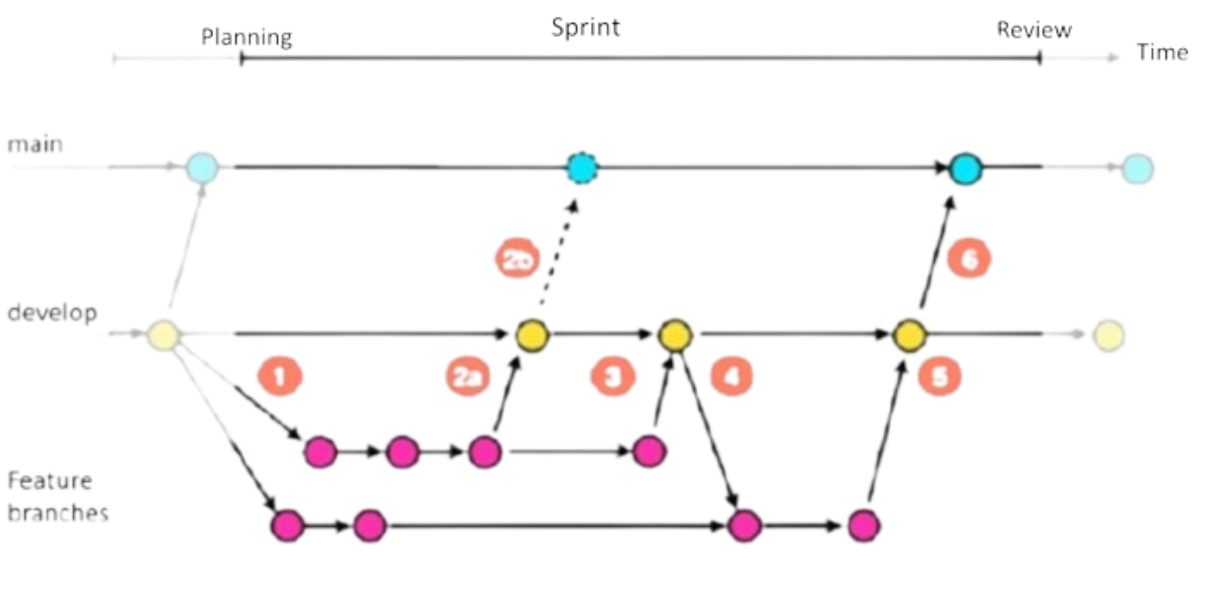 Sprint
Planning
Review
Time
main
2b
6
develop
1
2a
3
4
5
Feature
branches